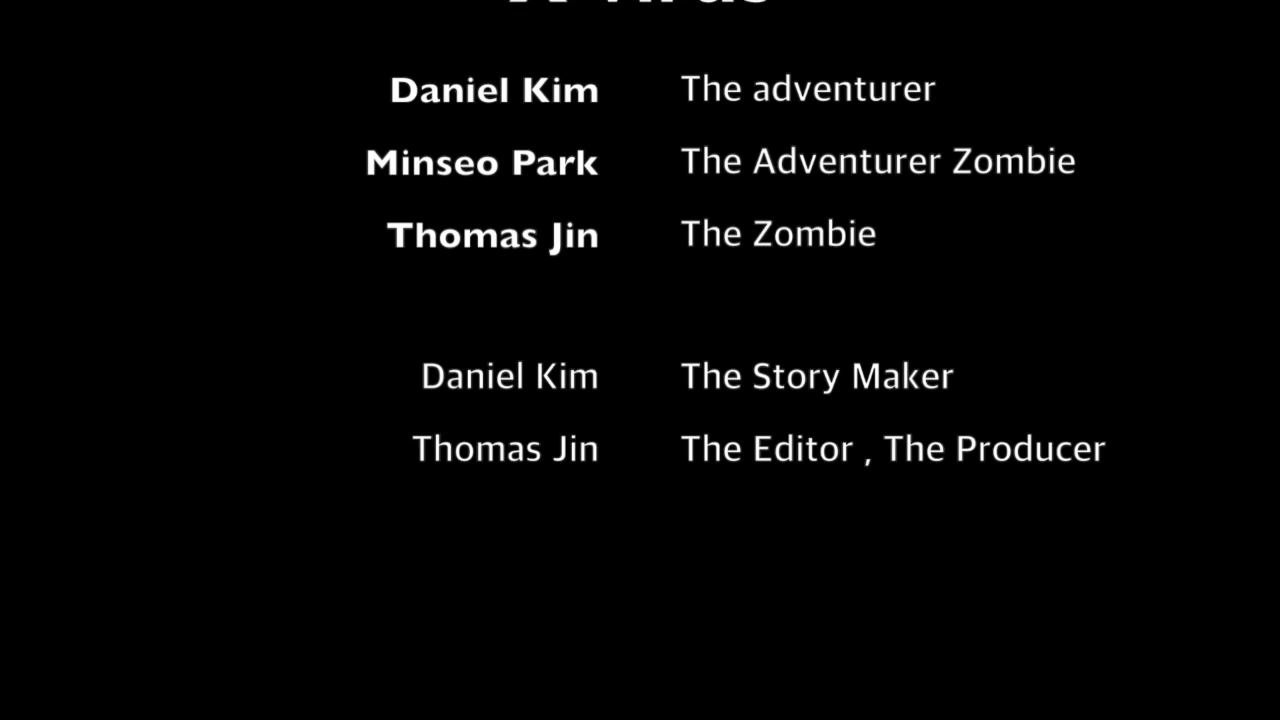 Daniel Kim The adventurer
Minseo Park The Adventurer Zombie
Thomas Jin The Zombie
Daniel Kim The Story Maker
Thomas Jin The Editor , The Producer